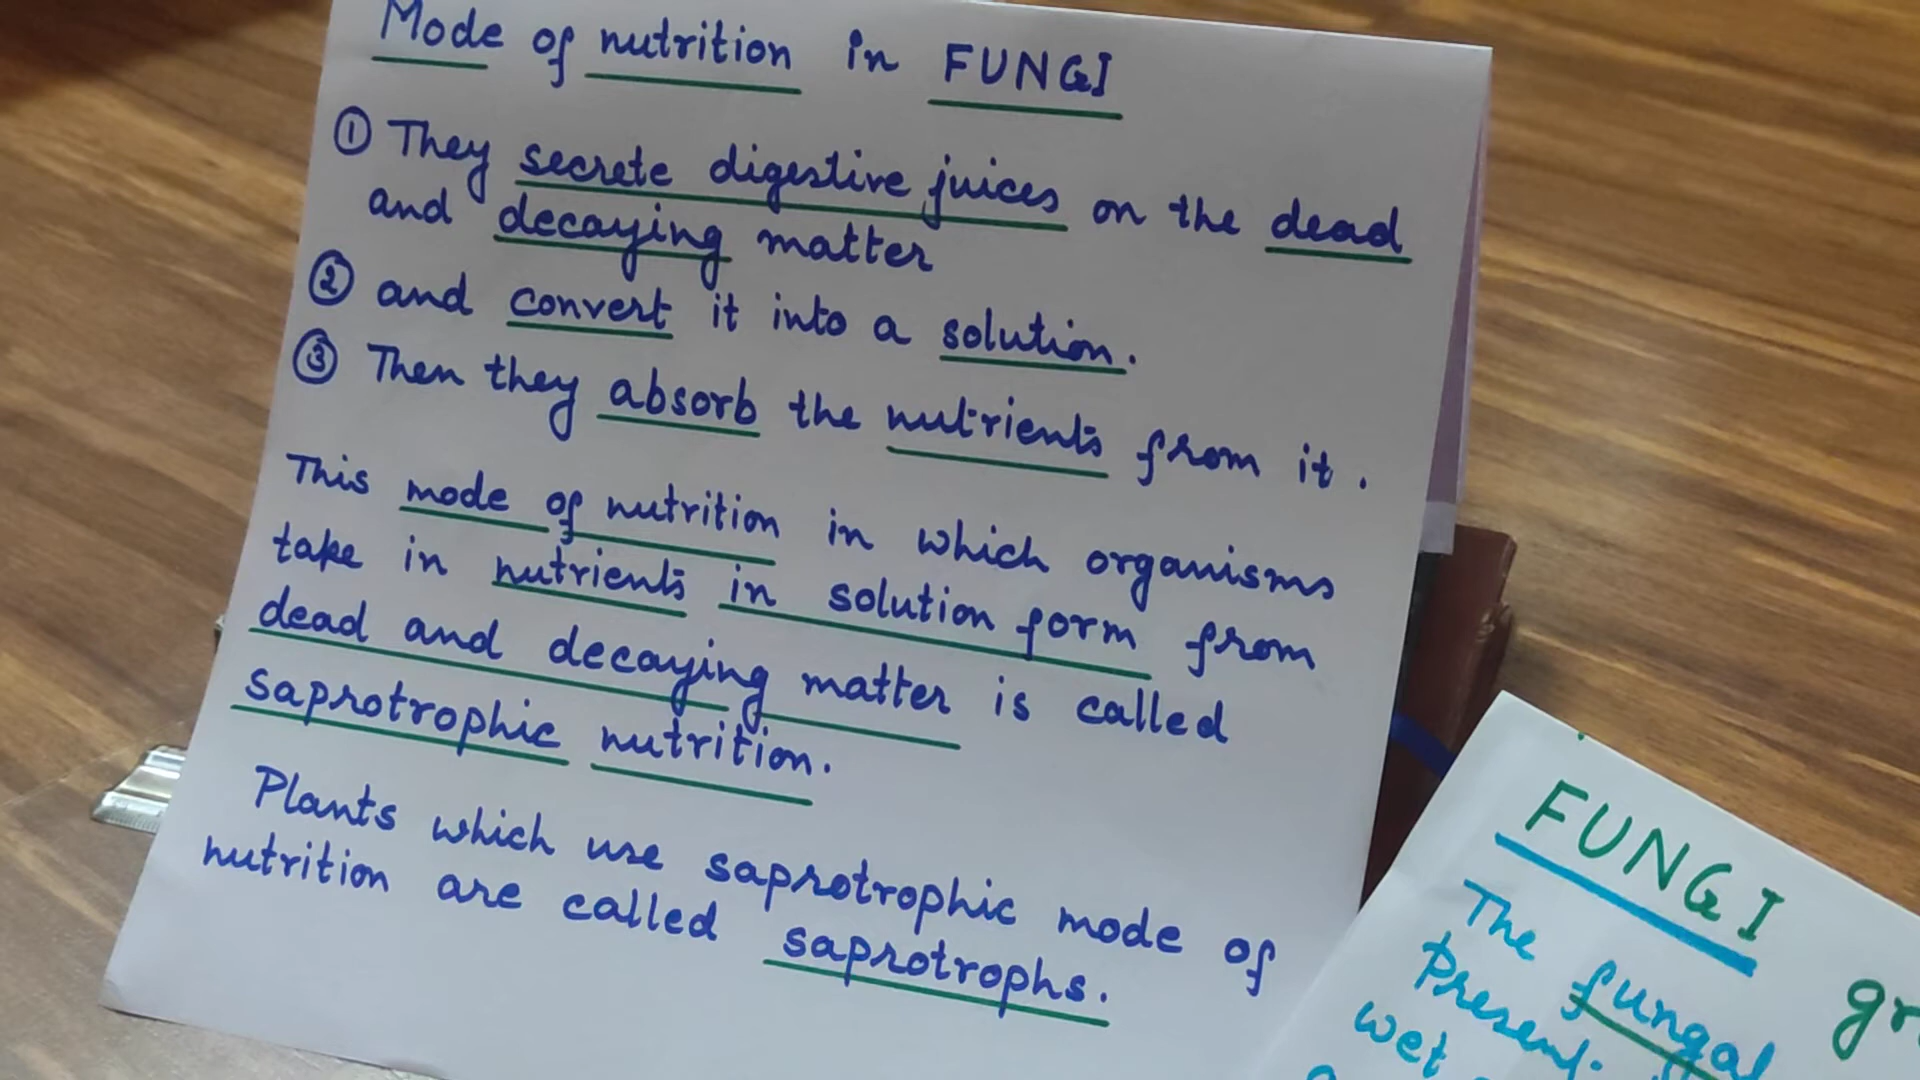 Mode of nutrition in FUNGI
① They secrete digestive juices on the dead
and decaying matter
② and convert it into a solution.
③ Then they absorb the nutrients from it.
This mode of nutrition in which organisms
take in nutrients in solution form from
dead and decaying matter is called
saprotrophic nutrition.
Plants which use saprotrophic mode of
nutrition are called saprotrophs.
FUNGI
The fungal
Present
wet